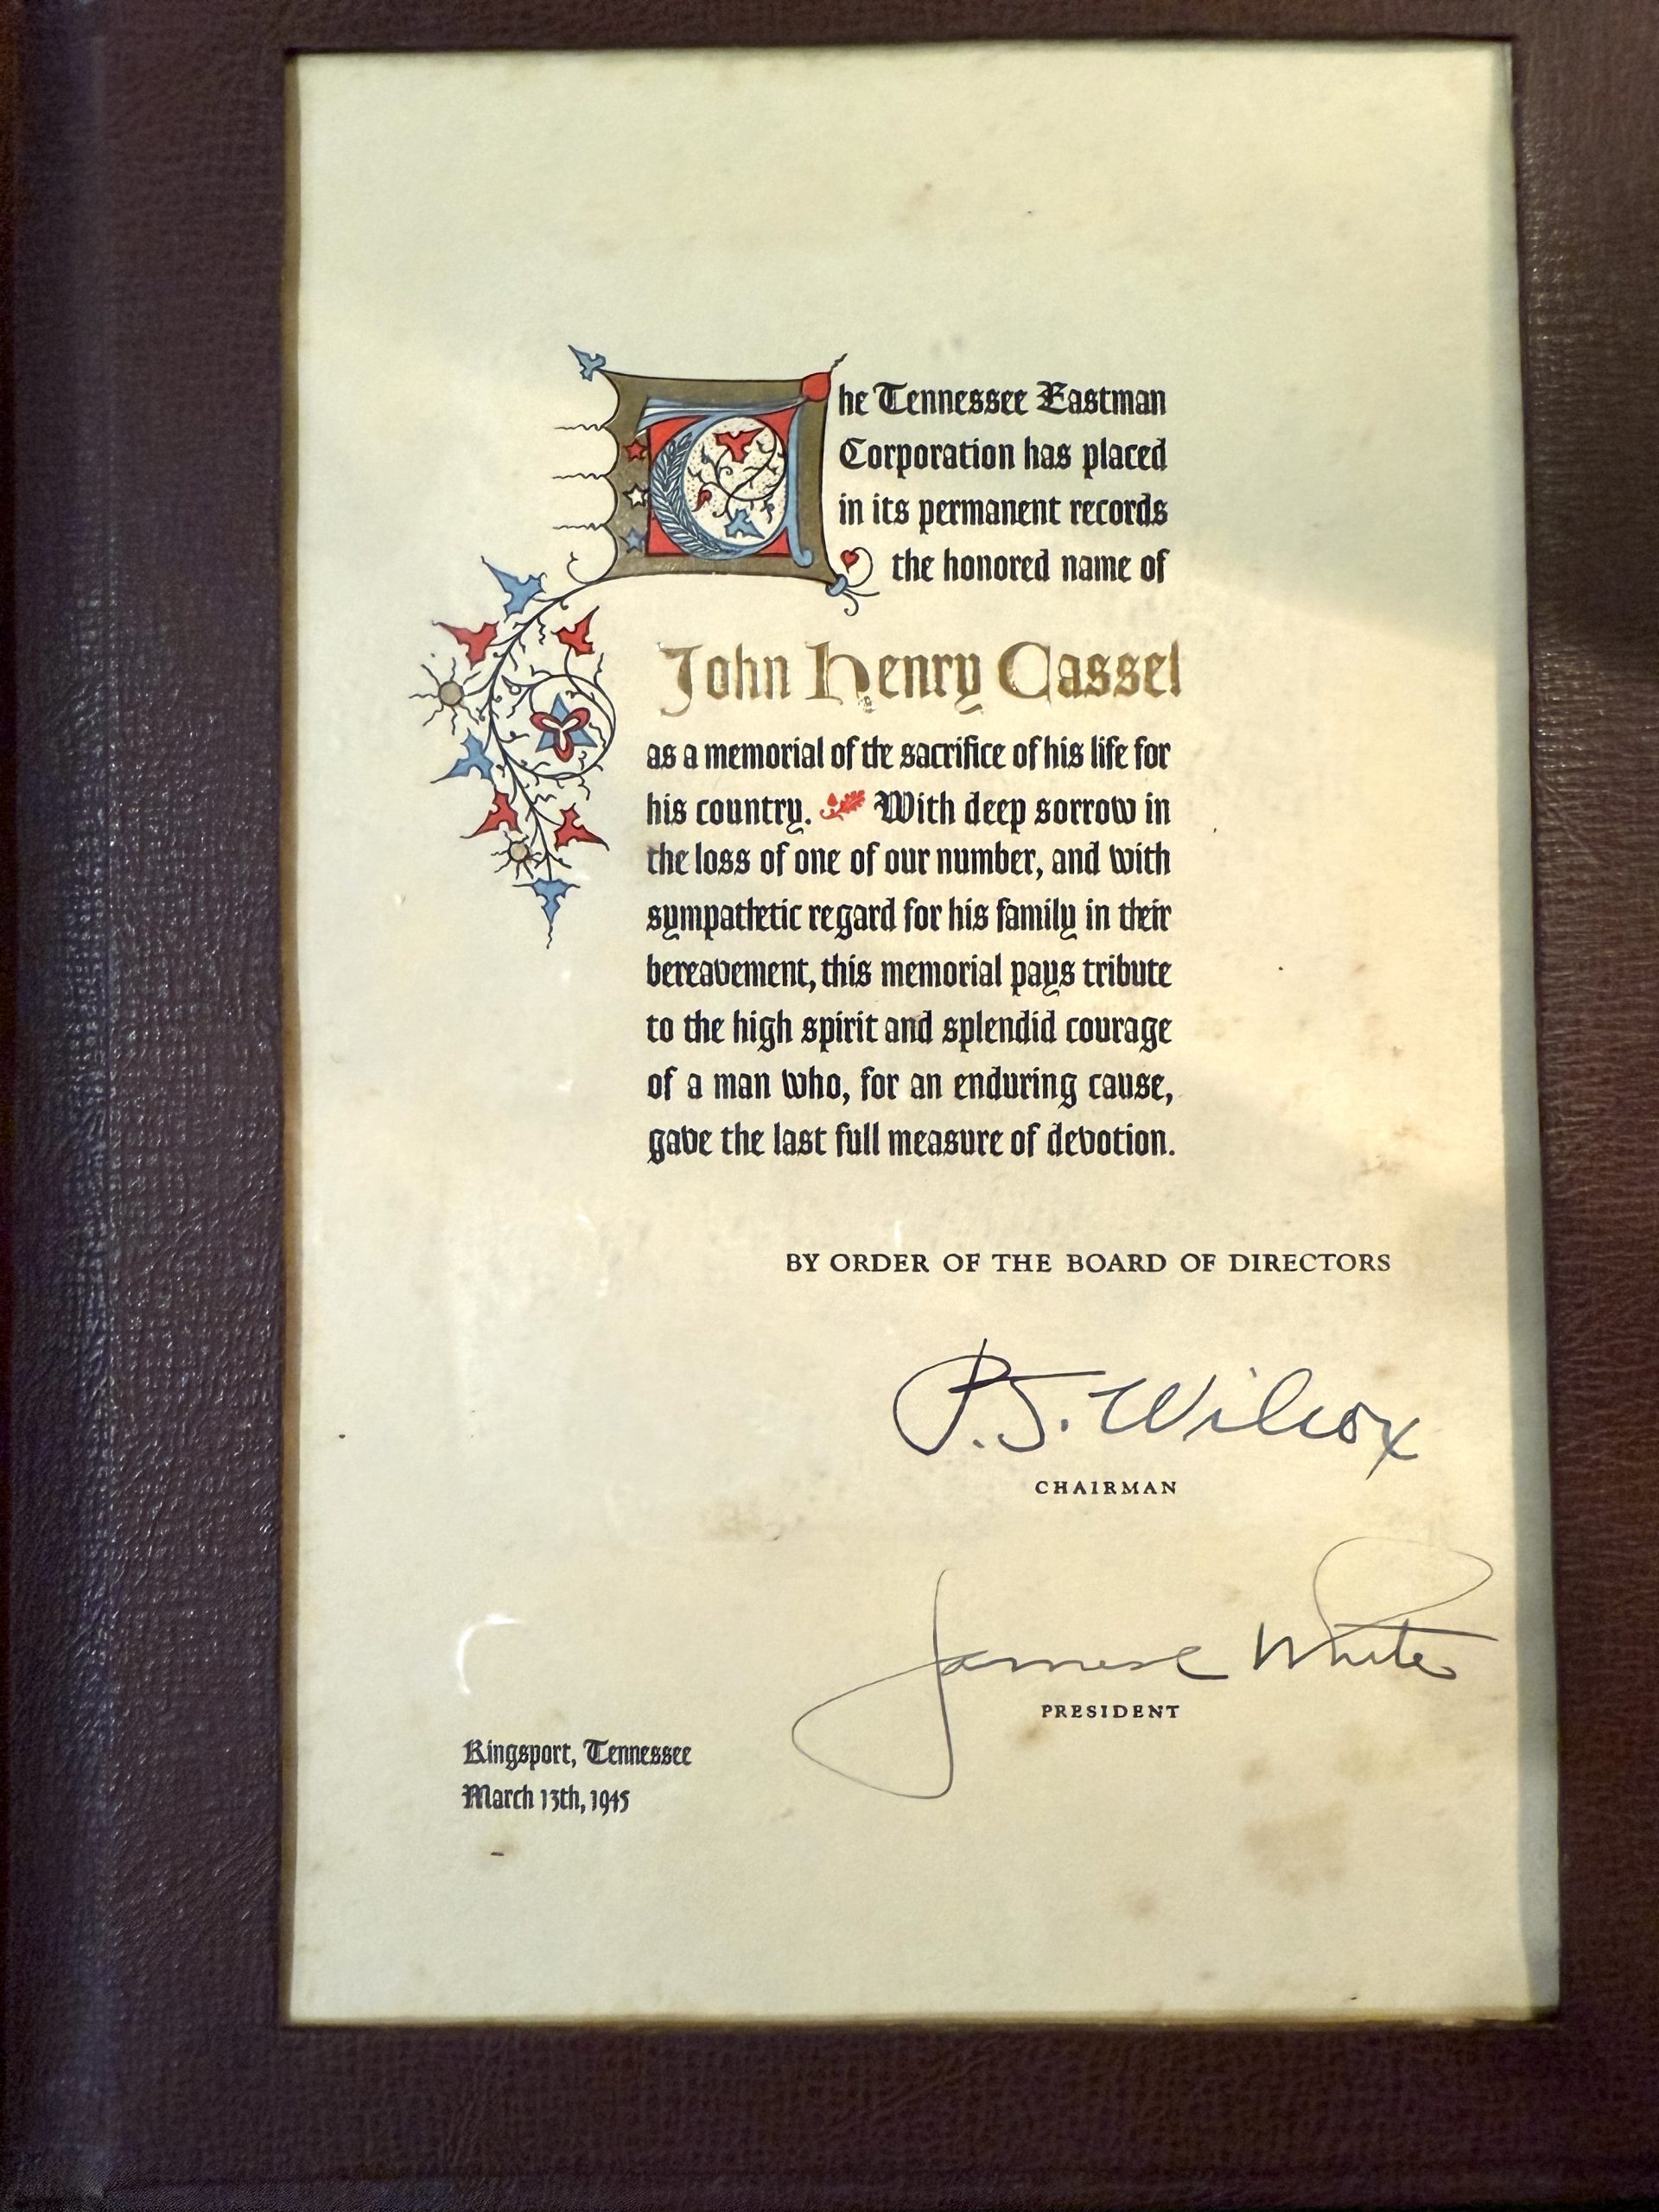 The Tennessee Eastman
Corporation has placed
in its permanent records
the honored name of
John Henry Cassel
as a memorial of the sacrifice of his life for
his country. With deep sorrow in
the loss of one of our number, and with
sympathetic regard for his family in their
bereavement, this memorial pays tribute
to the high spirit and splendid courage
of a man who, for an enduring cause,
gave the last full measure of devotion.
BY ORDER OF THE BOARD OF DIRECTORS
P.S. Wilcox
CHAIRMAN
James C White
PRESIDENT
Kingsport, Tennessee
March 13th, 1945